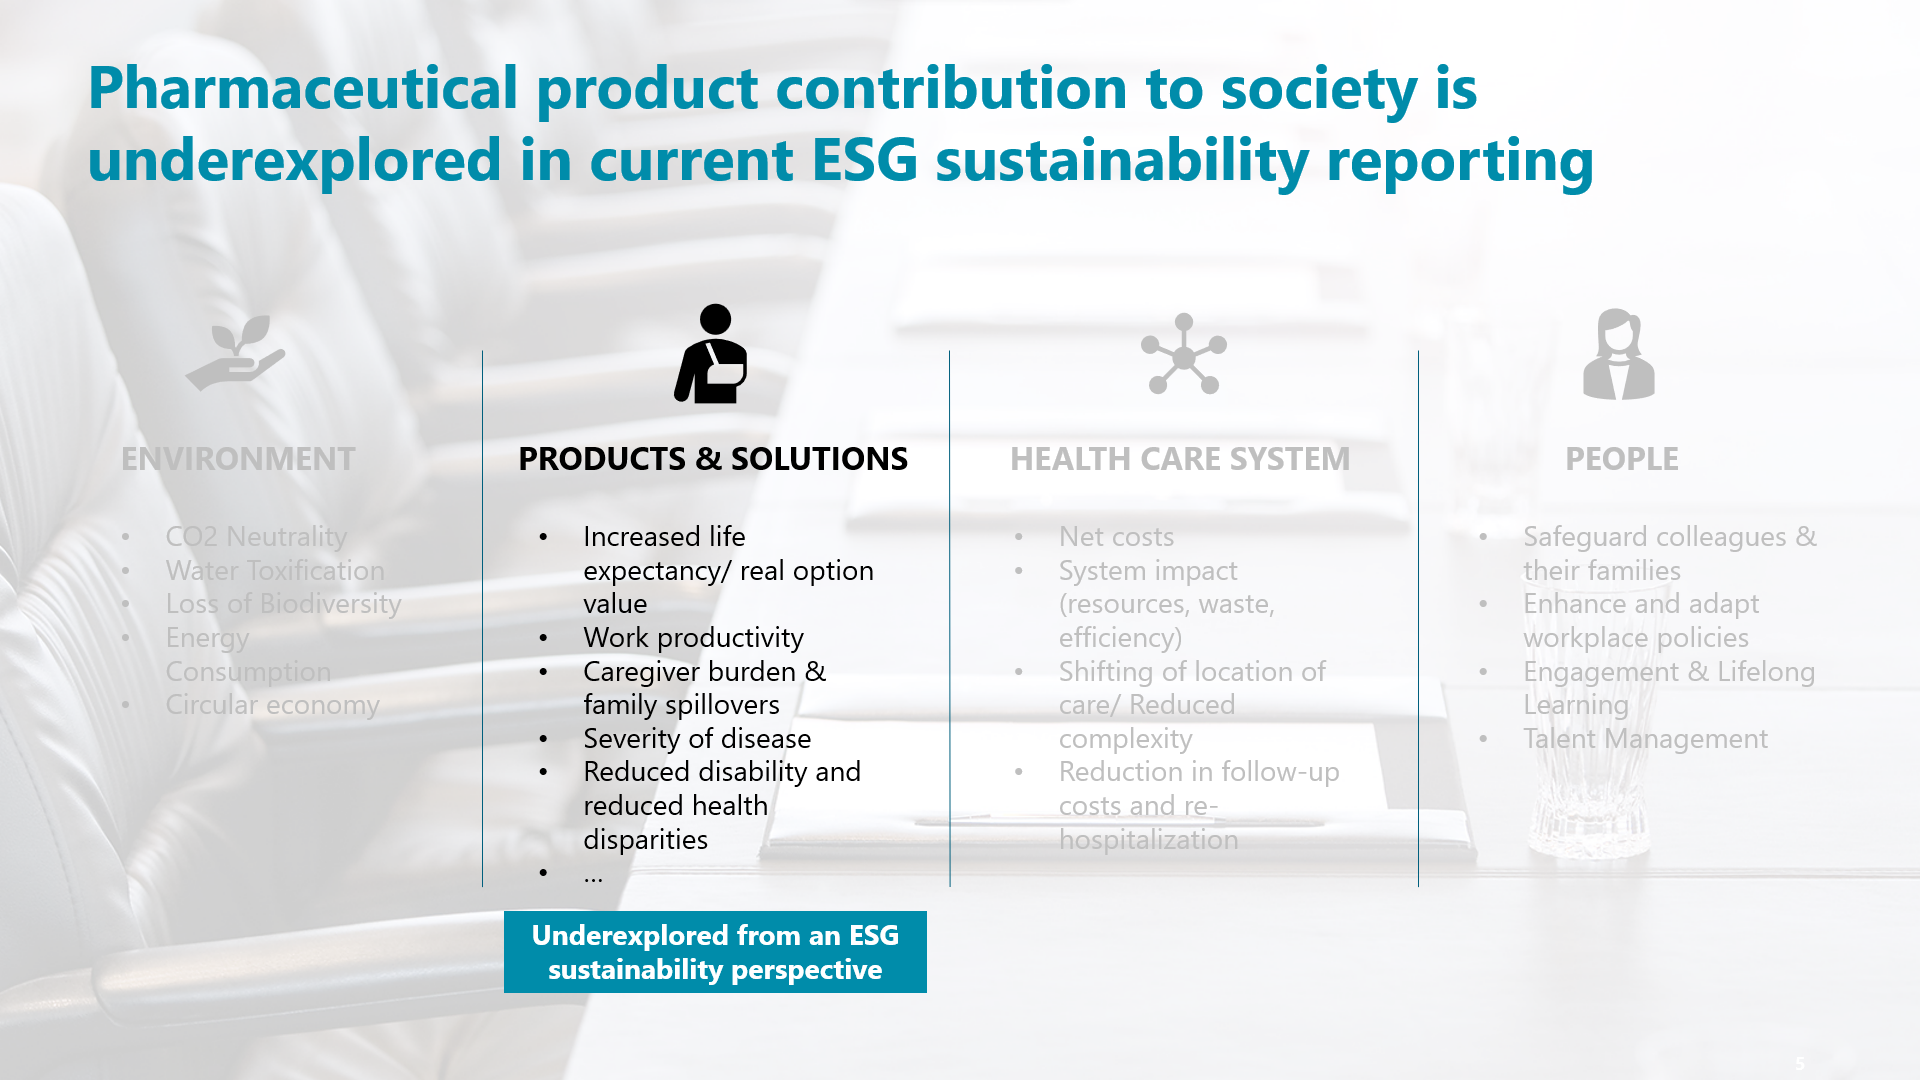 Pharmaceutical product contribution to society is
underexplored in current ESG sustainability reporting
ENVIRONMENT
• CO2 Neutrality
• Water Toxification
• Loss of Biodiversity
• Energy
Consumption
• Circular economy
PRODUCTS & SOLUTIONS
• Increased life
expectancy/ real option
value
• Work productivity
• Caregiver burden &
family spillovers
• Severity of disease
• Reduced disability and
reduced health
disparities
• ...
Underexplored from an ESG
sustainability perspective
HEALTH CARE SYSTEM
• Net costs
• System impact
(resources, waste,
efficiency)
• Shifting of location of
care/ Reduced
complexity
• Reduction in follow-up
costs and re-
hospitalization
PEOPLE
• Safeguard colleagues &
their families
• Enhance and adapt
workplace policies
• Engagement & Lifelong
Learning
• Talent Management
5